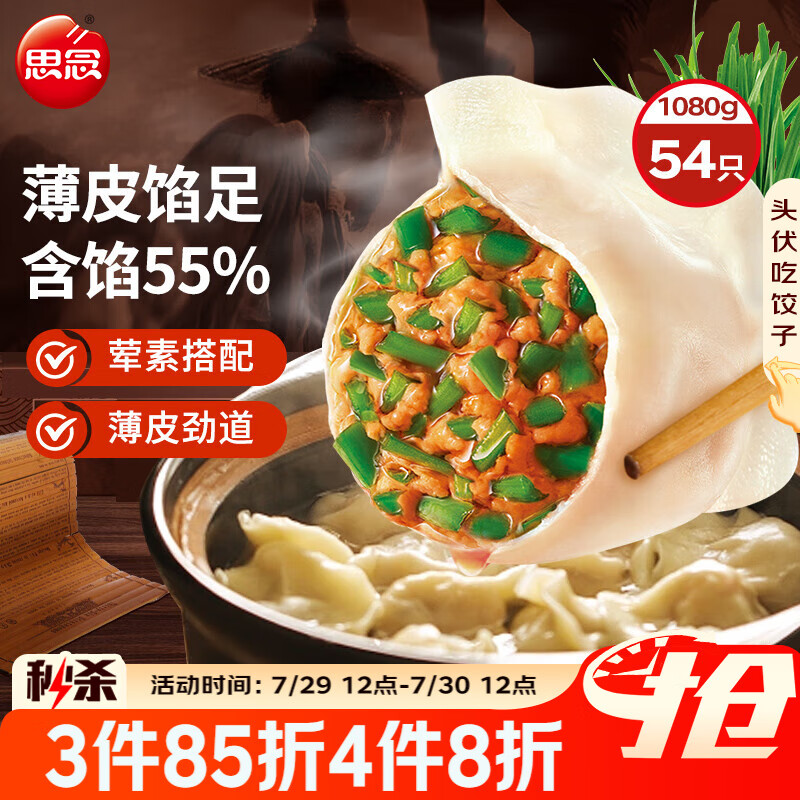 思念®
1080g
54只
薄皮馅足
含馅55%
荤素搭配
薄皮劲道
头伏吃饺子
秒杀
活动时间：7/29 12点-7/30 12点
抢
3件85折4件8折